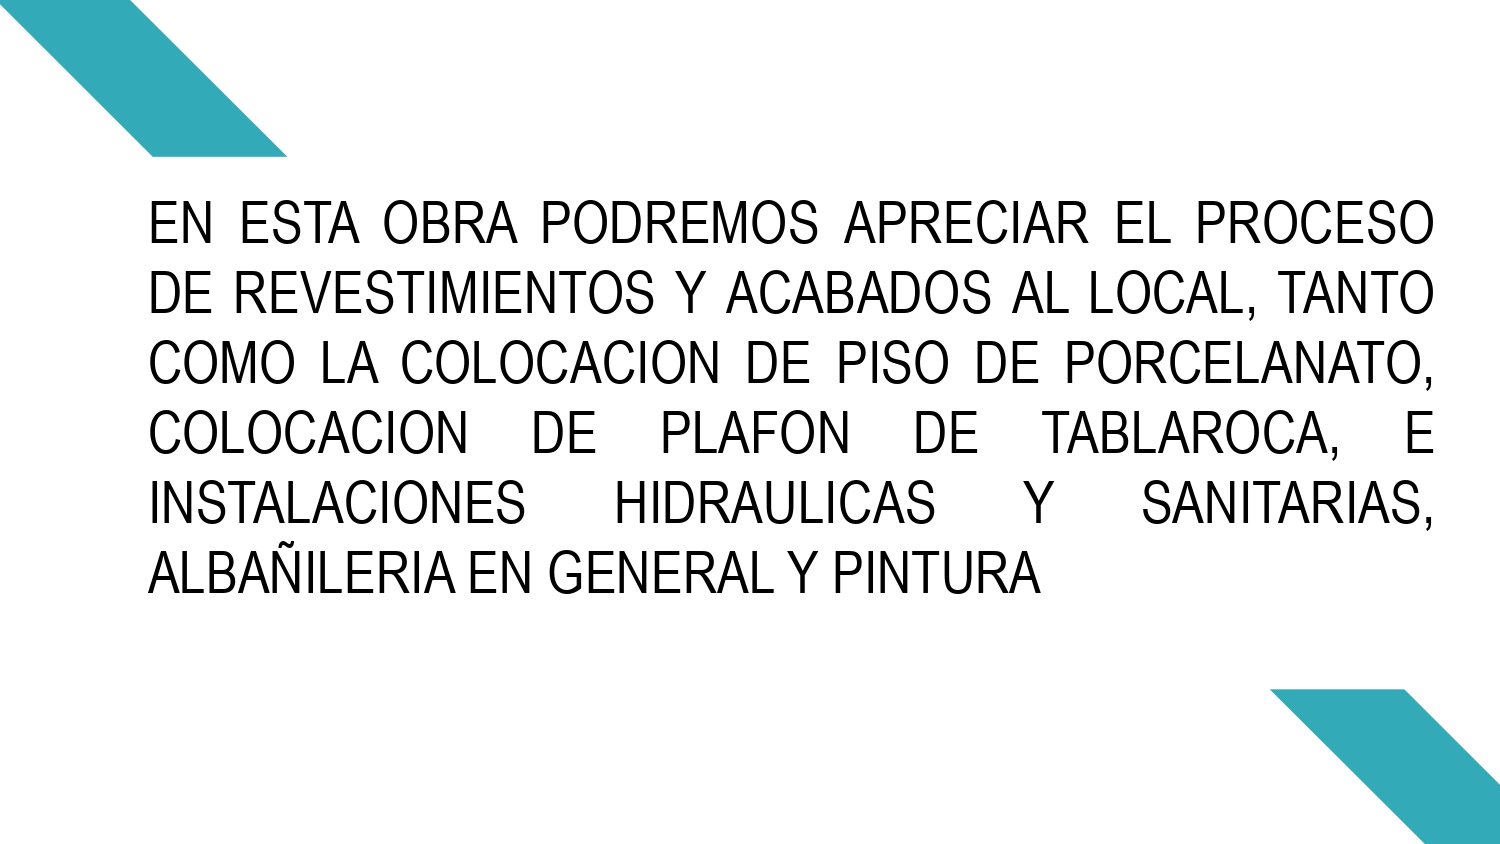 EN ESTA OBRA PODREMOS APRECIAR EL PROCESO
DE REVESTIMIENTOS Y ACABADOS AL LOCAL, TANTO
COMO LA COLOCACION DE PISO DE PORCELANATO,
COLOCACION DE PLAFON DE TABLAROCA, E
INSTALACIONES HIDRAULICAS Y SANITARIAS,
ALBAÑILERIA EN GENERAL Y PINTURA